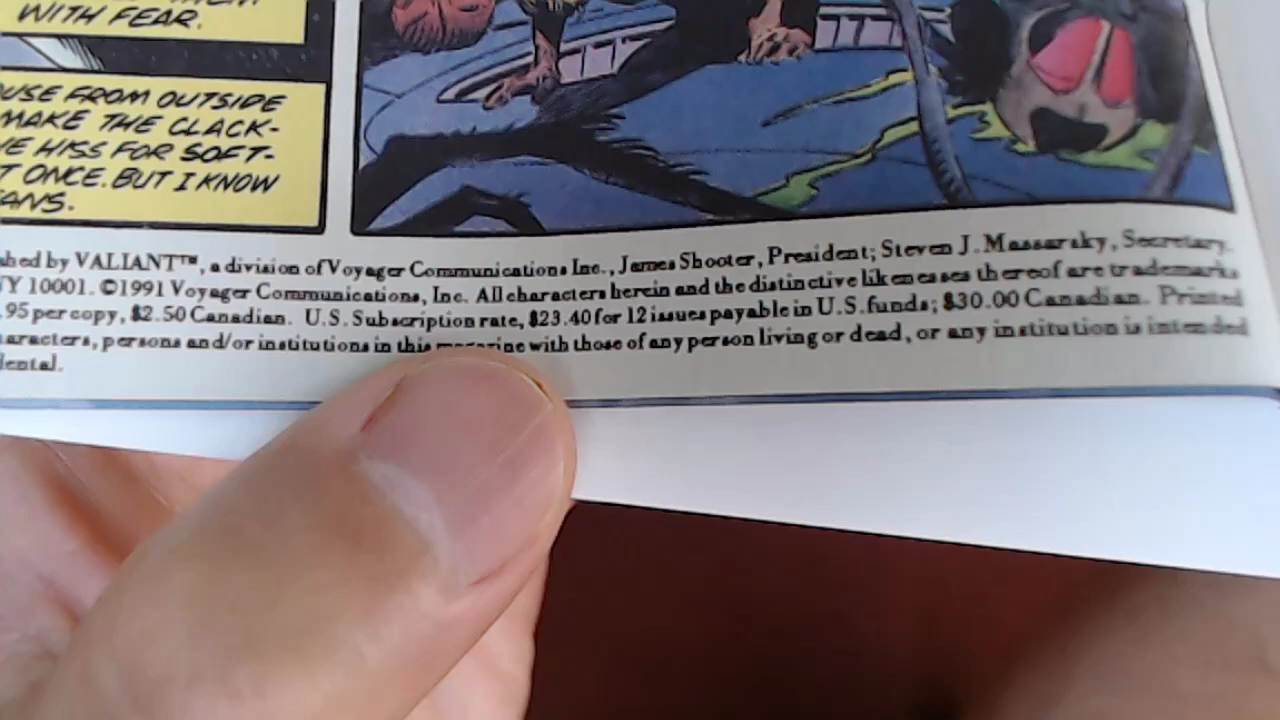 WITH FEAR.
USE FROM OUTSIDE
MAKE THE CLACK-
E HISS FOR SOFT-
T ONCE. BUT I KNOW
ANS.
shed by VALIANT™, a division of Voyager Communications Inc., James Shooter, President; Steven J. Massarsky, Secretary.
NY 10001. ©1991 Voyager Communications, Inc. All characters herein and the distinctive likenesses thereof are trademarks
.95 per copy, $2.50 Canadian. U.S. Subscription rate, $23.40 for 12 issues payable in U.S. funds; $30.00 Canadian. Printed
aracters, persons and/or institutions in this magazine with those of any person living or dead, or any institution is intended
dental.